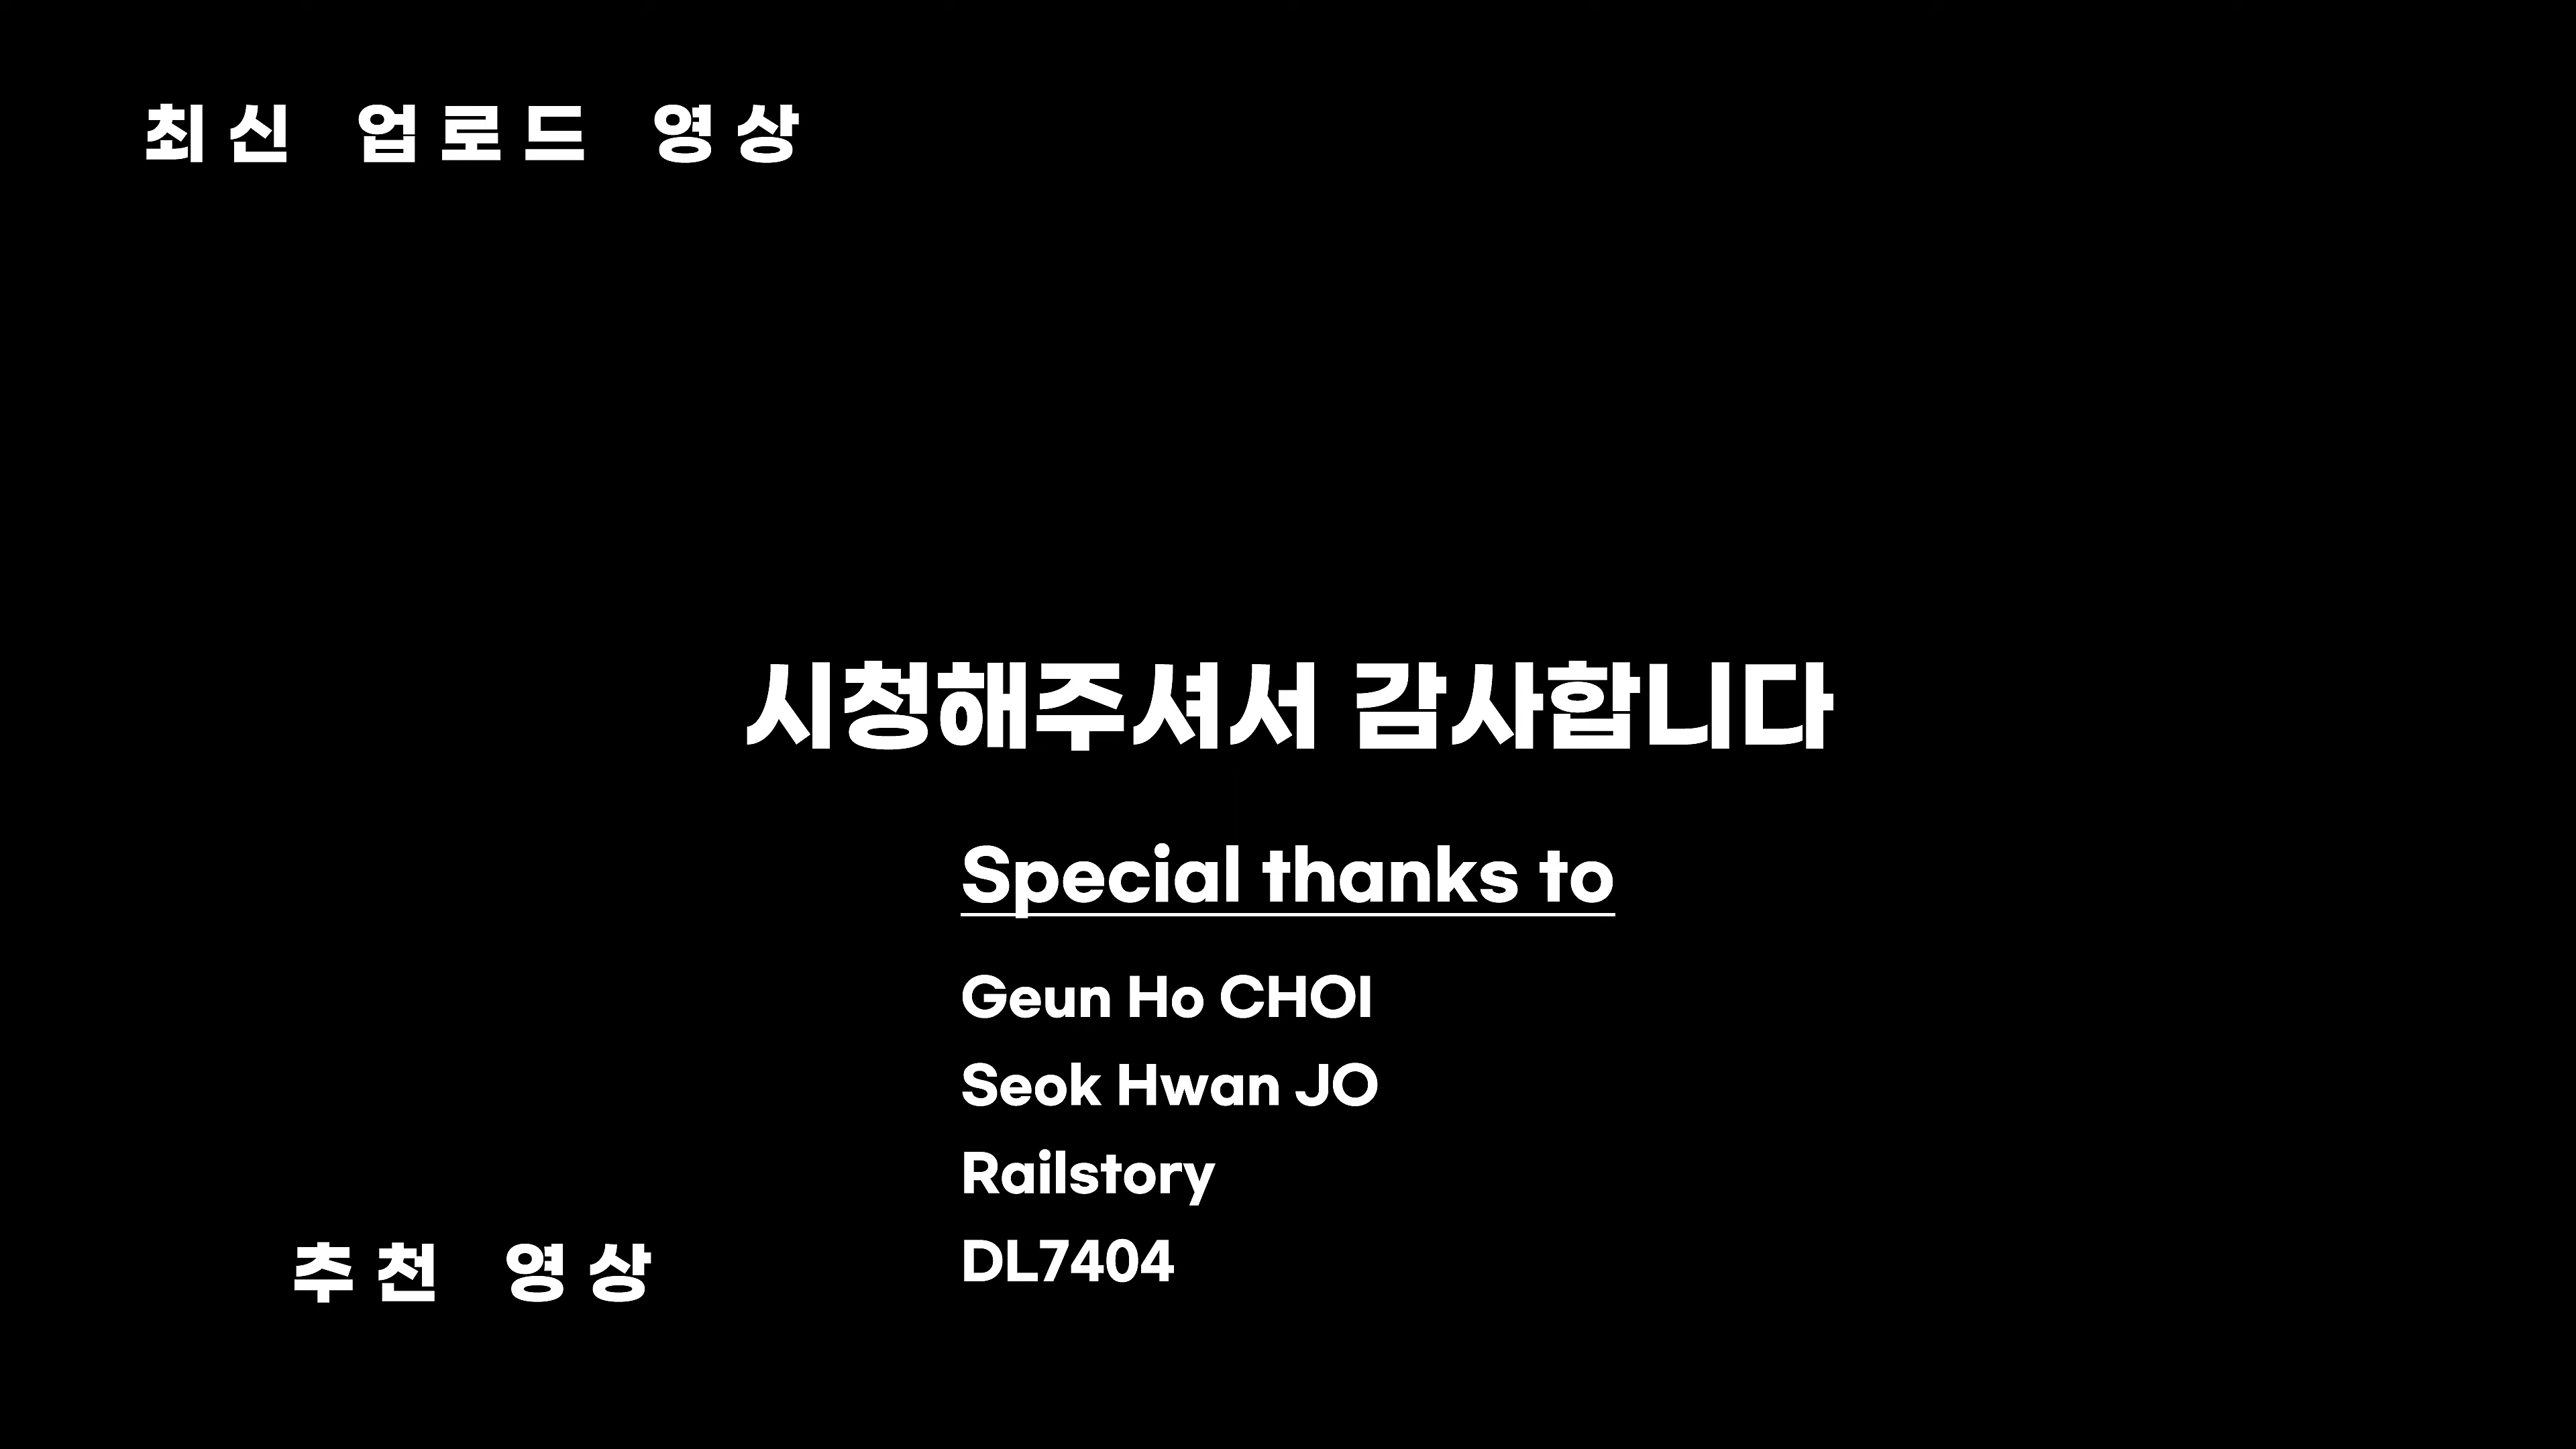 최신 업로드 영상
시청해주셔서 감사합니다
Special thanks to
Geun Ho CHOI
Seok Hwan JO
Railstory
DL7404
추천 영상